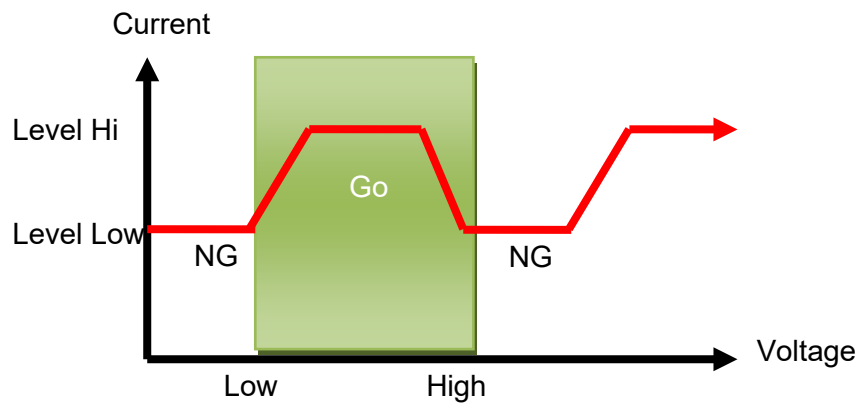 Current
Level Hi
Go
Level Low
NG
NG
Voltage
Low
High